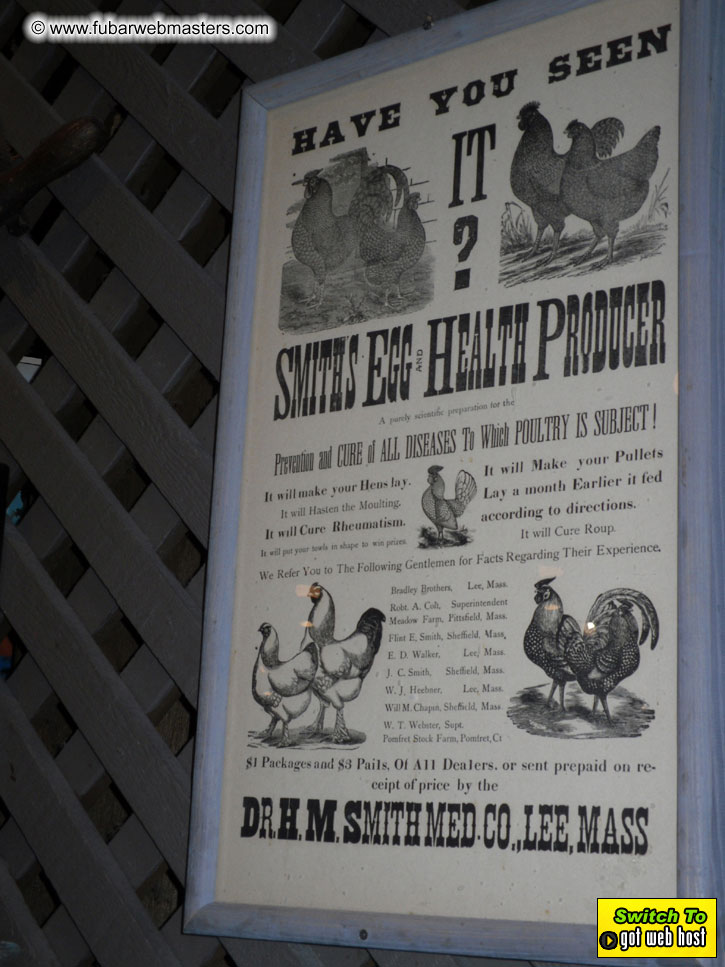 © www.fubarwebmasters.com
HAVE YOU SEEN
IT
?
SMITH'S EGG AND HEALTH PRODUCER
A purely scientific preparation for the
Prevention and CURE of ALL DISEASES To Which POULTRY IS SUBJECT!
It will make your Hens lay.
It will Hasten the Moulting.
It will Cure Rheumatism.
It will put your fowls in shape to win prizes
It will Make your Pullets
Lay a month Earlier if fed
according to directions.
It will Cure Roup.
We Refer You to The Following Gentlemen for Facts Regarding Their Experience.
Bradley Brothers, Lee, Mass.
Robt. A. Colt, Superintendent
Meadow Farm, Pittsfield, Mass.
Flint E. Smith, Sheffield, Mass,
E. D. Walker, Lee, Mass.
J. C. Smith, Sheffield, Mass.
W. J. Heebner, Lee, Mass.
Will M. Chapin, Sheffield, Mass.
W. T. Webster, Supt.
Pomfret Stock Farm, Pomfret, Ct
$1 Packages and $3 Pails, Of All Dealers, or sent prepaid on re-
ceipt of price by the
DR. H. M. SMITH MED. CO., LEE, MASS
Switch To
got web host